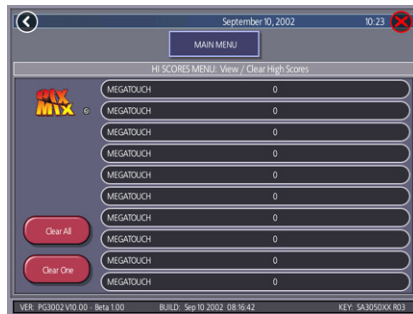 September 10, 2002 10:23
MAIN MENU
HI SCORES MENU: View / Clear High Scores
PIX
MIX
MEGATOUCH 0
MEGATOUCH 0
MEGATOUCH 0
MEGATOUCH 0
MEGATOUCH 0
MEGATOUCH 0
MEGATOUCH 0
MEGATOUCH 0
MEGATOUCH 0
MEGATOUCH 0
Clear All
Clear One
VER: PG3002 V10.00 - Beta 1.00 BUILD: Sep 10 2002 08:16:42 KEY: SA3050XX R03